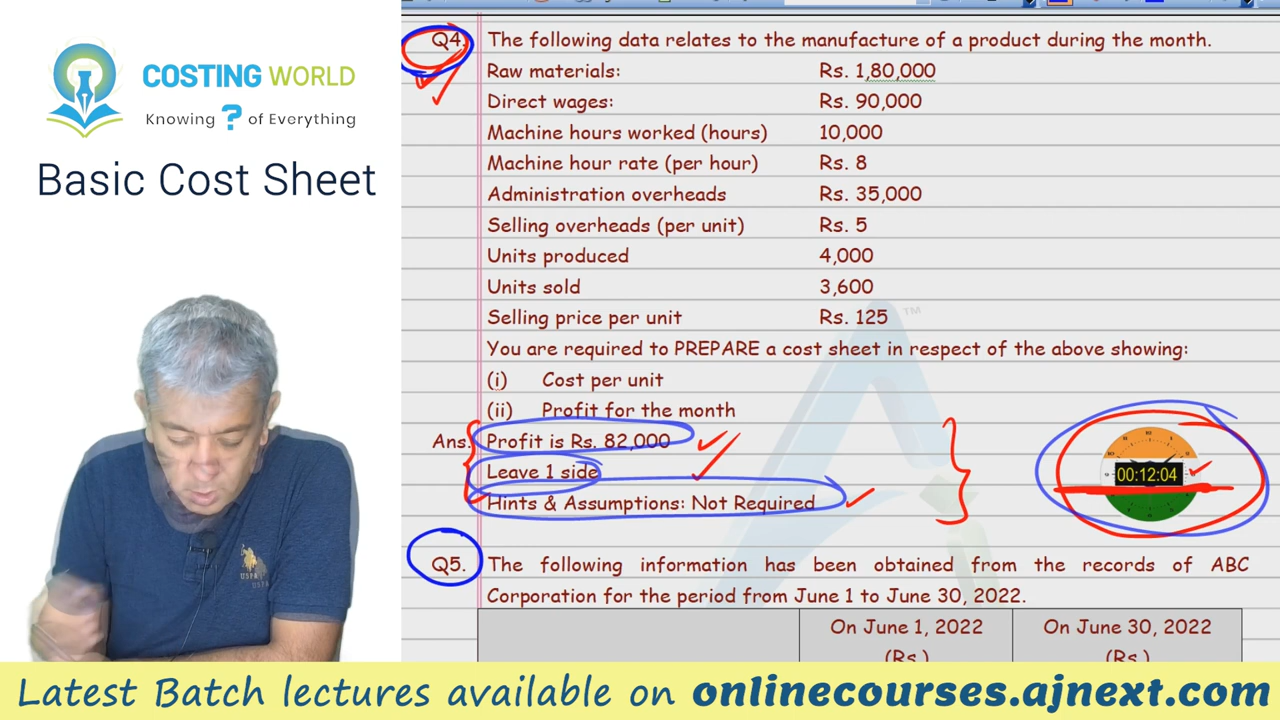 COSTING WORLD
Knowing ? of Everything
Basic Cost Sheet
Q4. The following data relates to the manufacture of a product during the month.
Raw materials: Rs. 1,80,000
Direct wages: Rs. 90,000
Machine hours worked (hours) 10,000
Machine hour rate (per hour) Rs. 8
Administration overheads Rs. 35,000
Selling overheads (per unit) Rs. 5
Units produced 4,000
Units sold 3,600
Selling price per unit Rs. 125
You are required to PREPARE a cost sheet in respect of the above showing:
(i) Cost per unit
(ii) Profit for the month
Ans. Profit is Rs. 82,000
Leave 1 side
Hints & Assumptions: Not Required
00:12:04
Q5. The following information has been obtained from the records of ABC
Corporation for the period from June 1 to June 30, 2022.
On June 1, 2022 On June 30, 2022
(Rs.) (Rs.)
TM
Latest Batch lectures available on onlinecourses.ajnext.com